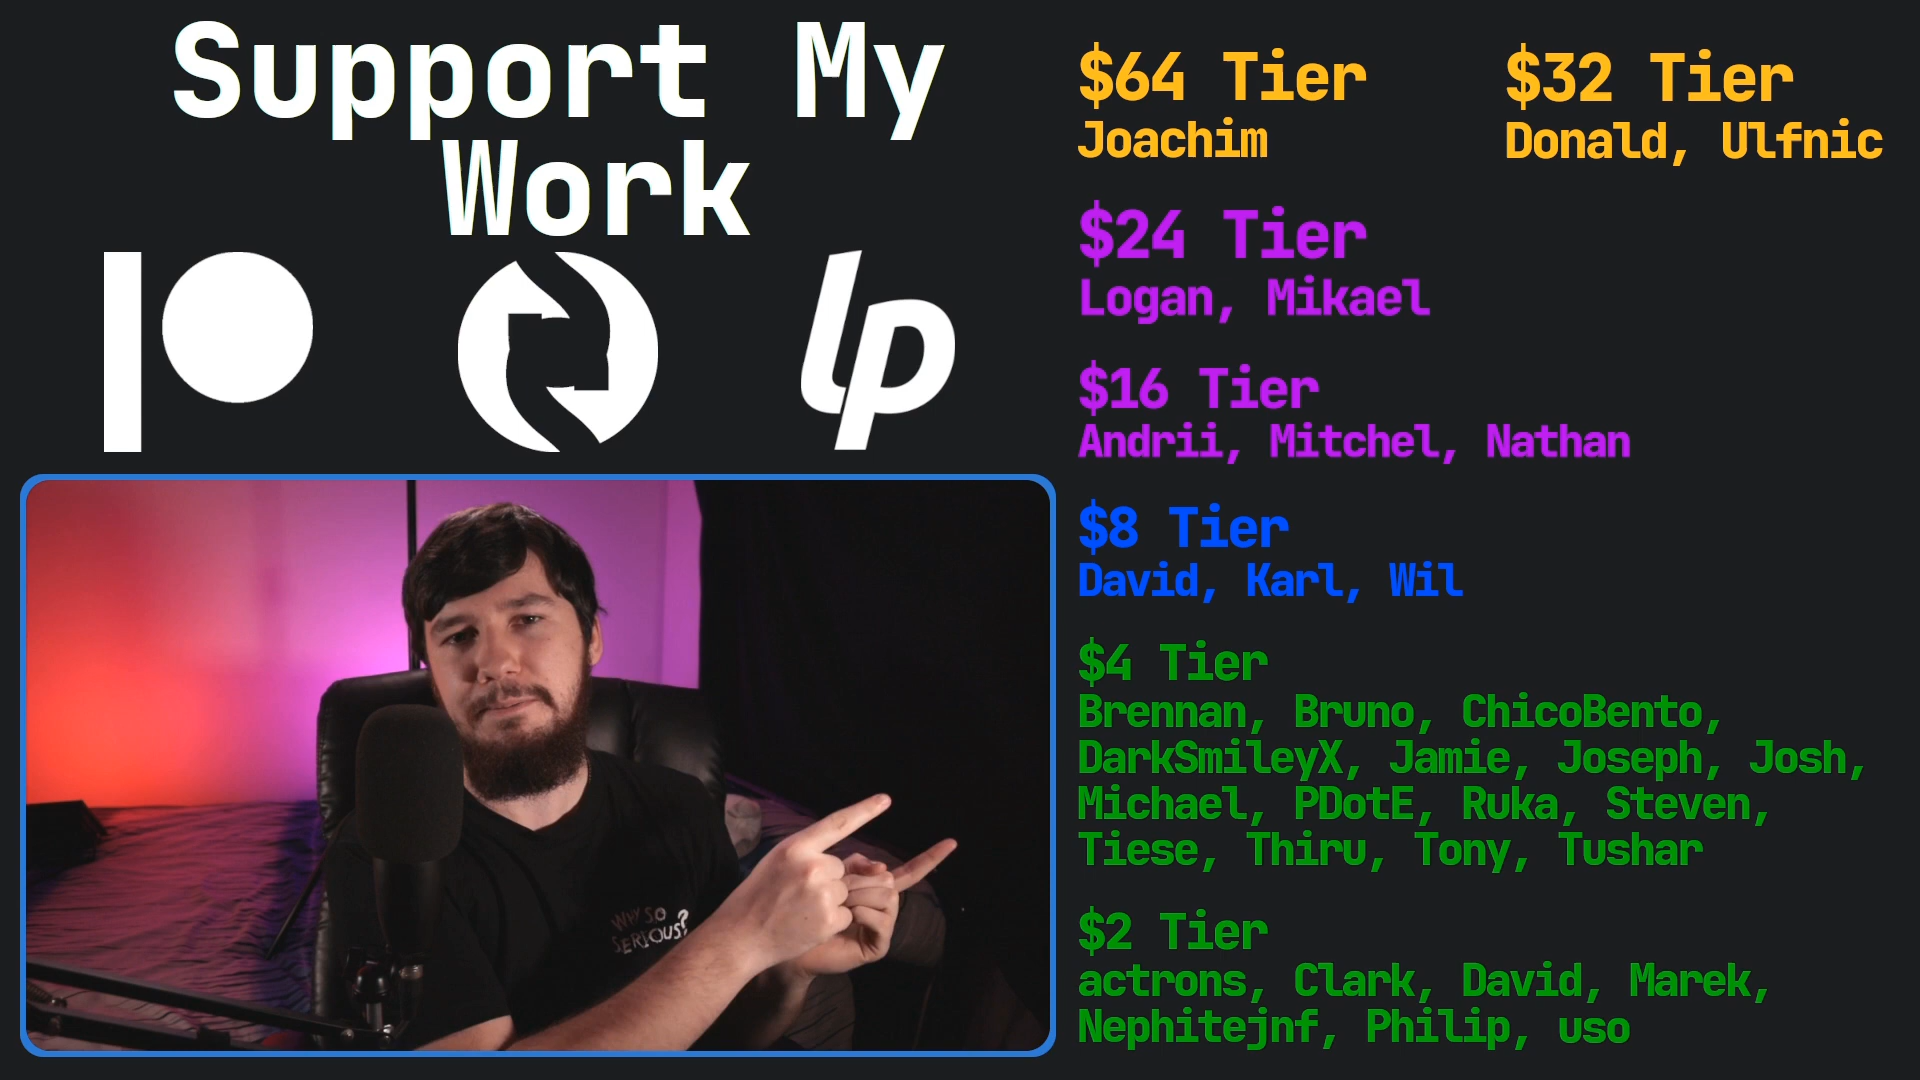 Support My
Work
lp
$64 Tier
Joachim
$32 Tier
Donald, Ulfnic
$24 Tier
Logan, Mikael
$16 Tier
Andrii, Mitchel, Nathan
$8 Tier
David, Karl, Wil
$4 Tier
Brennan, Bruno, ChicoBento,
DarkSmileyX, Jamie, Joseph, Josh,
Michael, PDotE, Ruka, Steven,
Tiese, Thiru, Tony, Tushar
$2 Tier
actrons, Clark, David, Marek,
Nephitejnf, Philip, uso
WHY SO
SERIOUS?